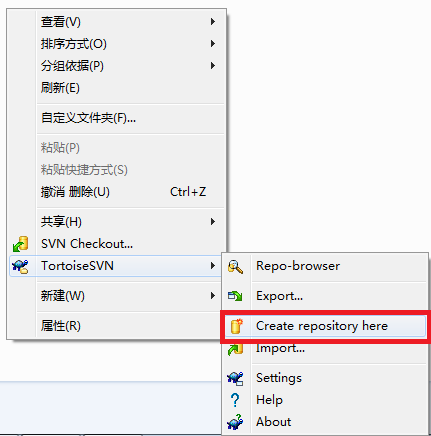 查看(V)
排序方式(O)
分组依据(P)
刷新(E)
自定义文件夹(F)...
粘贴(P)
粘贴快捷方式(S)
撤消 删除(U) Ctrl+Z
共享(H)
SVN Checkout...
TortoiseSVN
新建(W)
属性(R)
Repo-browser
Export...
Create repository here
Import...
Settings
Help
About